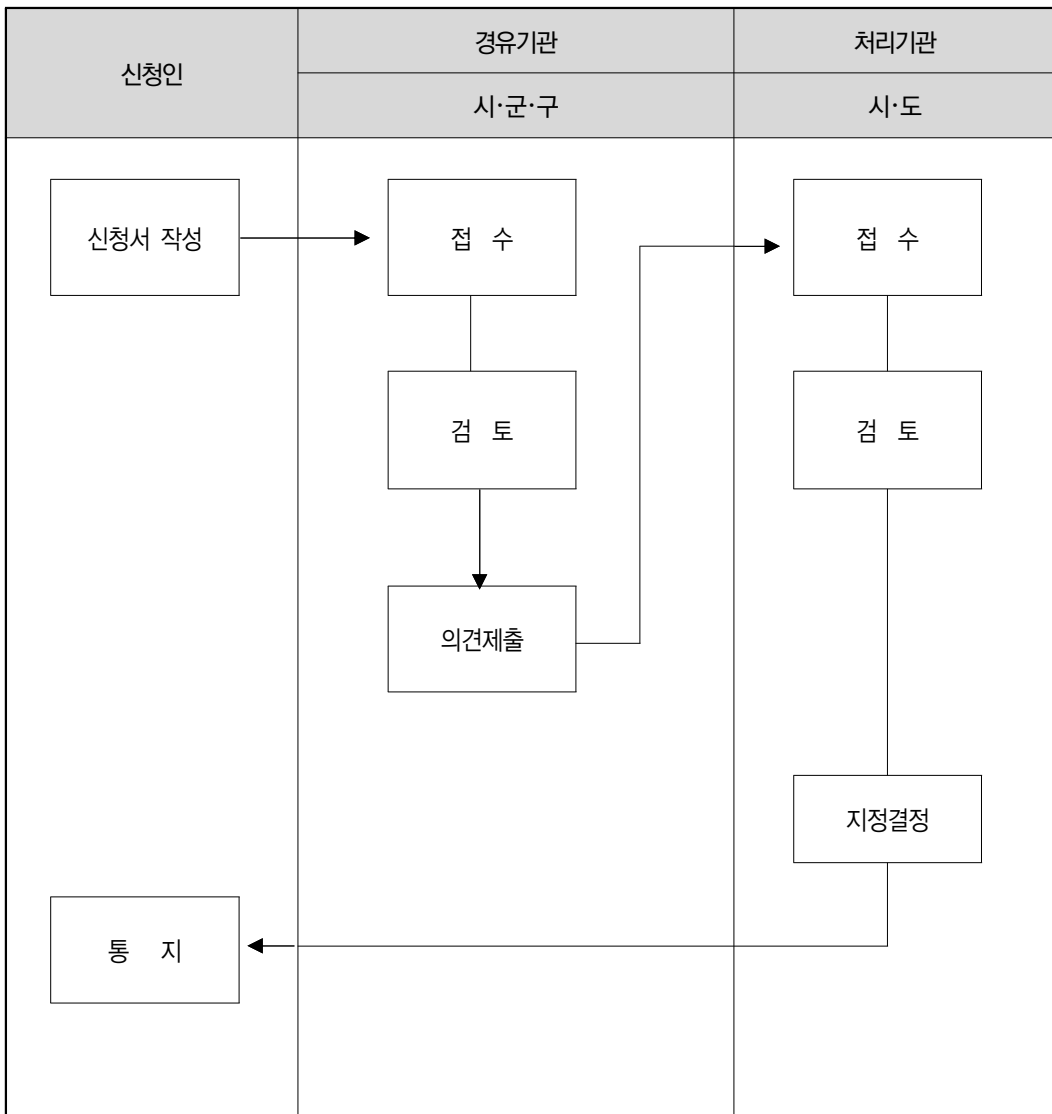 신청인
경유기관
처리기관
시·군·구
시·도
신청서 작성
접 수
접 수
검 토
검 토
의견제출
지정결정
통 지